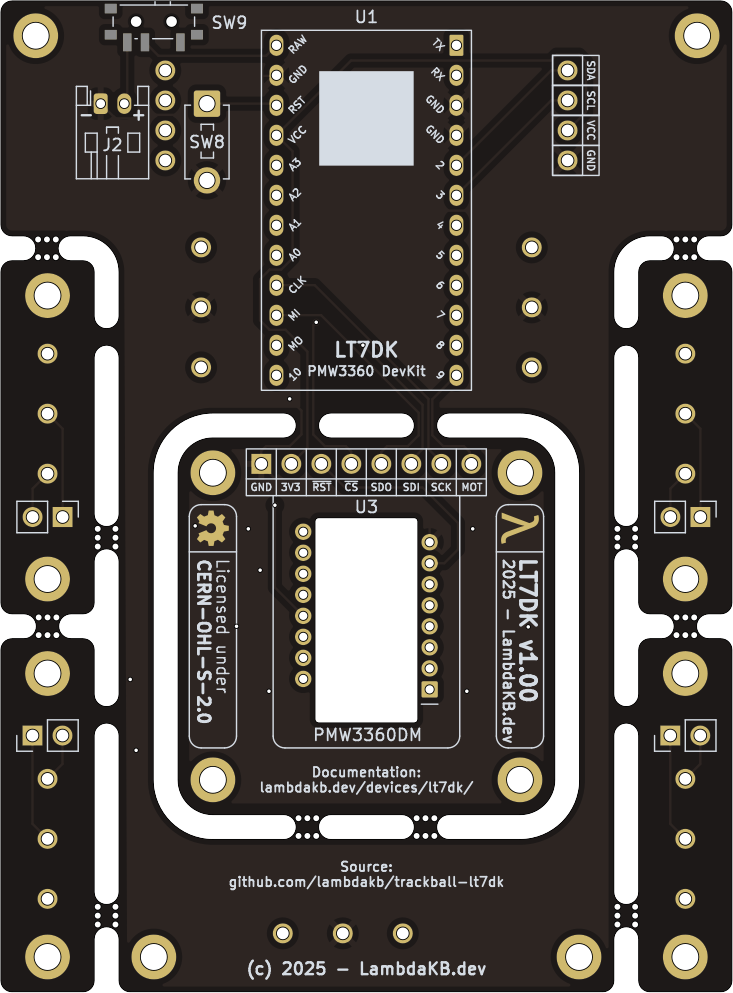 SW9
U1
RAW
GND
RST
VCC
A3
A2
A1
A0
CLK
MI
MO
10
TX
RX
GND
GND
2
3
4
5
6
7
8
9
LT7DK
PMW3360 DevKit
SDA
SCL
VCC
GND
- +
J2
SW8
GND 3V3 RST CS SDO SDI SCK MOT
U3
Licensed under
CERN-OHL-S-2.0
λ
LT7DK v1.00
2025 - LambdaKB.dev
PMW3360DM
Documentation:
lambdakb.dev/devices/lt7dk/
Source:
github.com/lambdakb/trackball-lt7dk
(c) 2025 - LambdaKB.dev